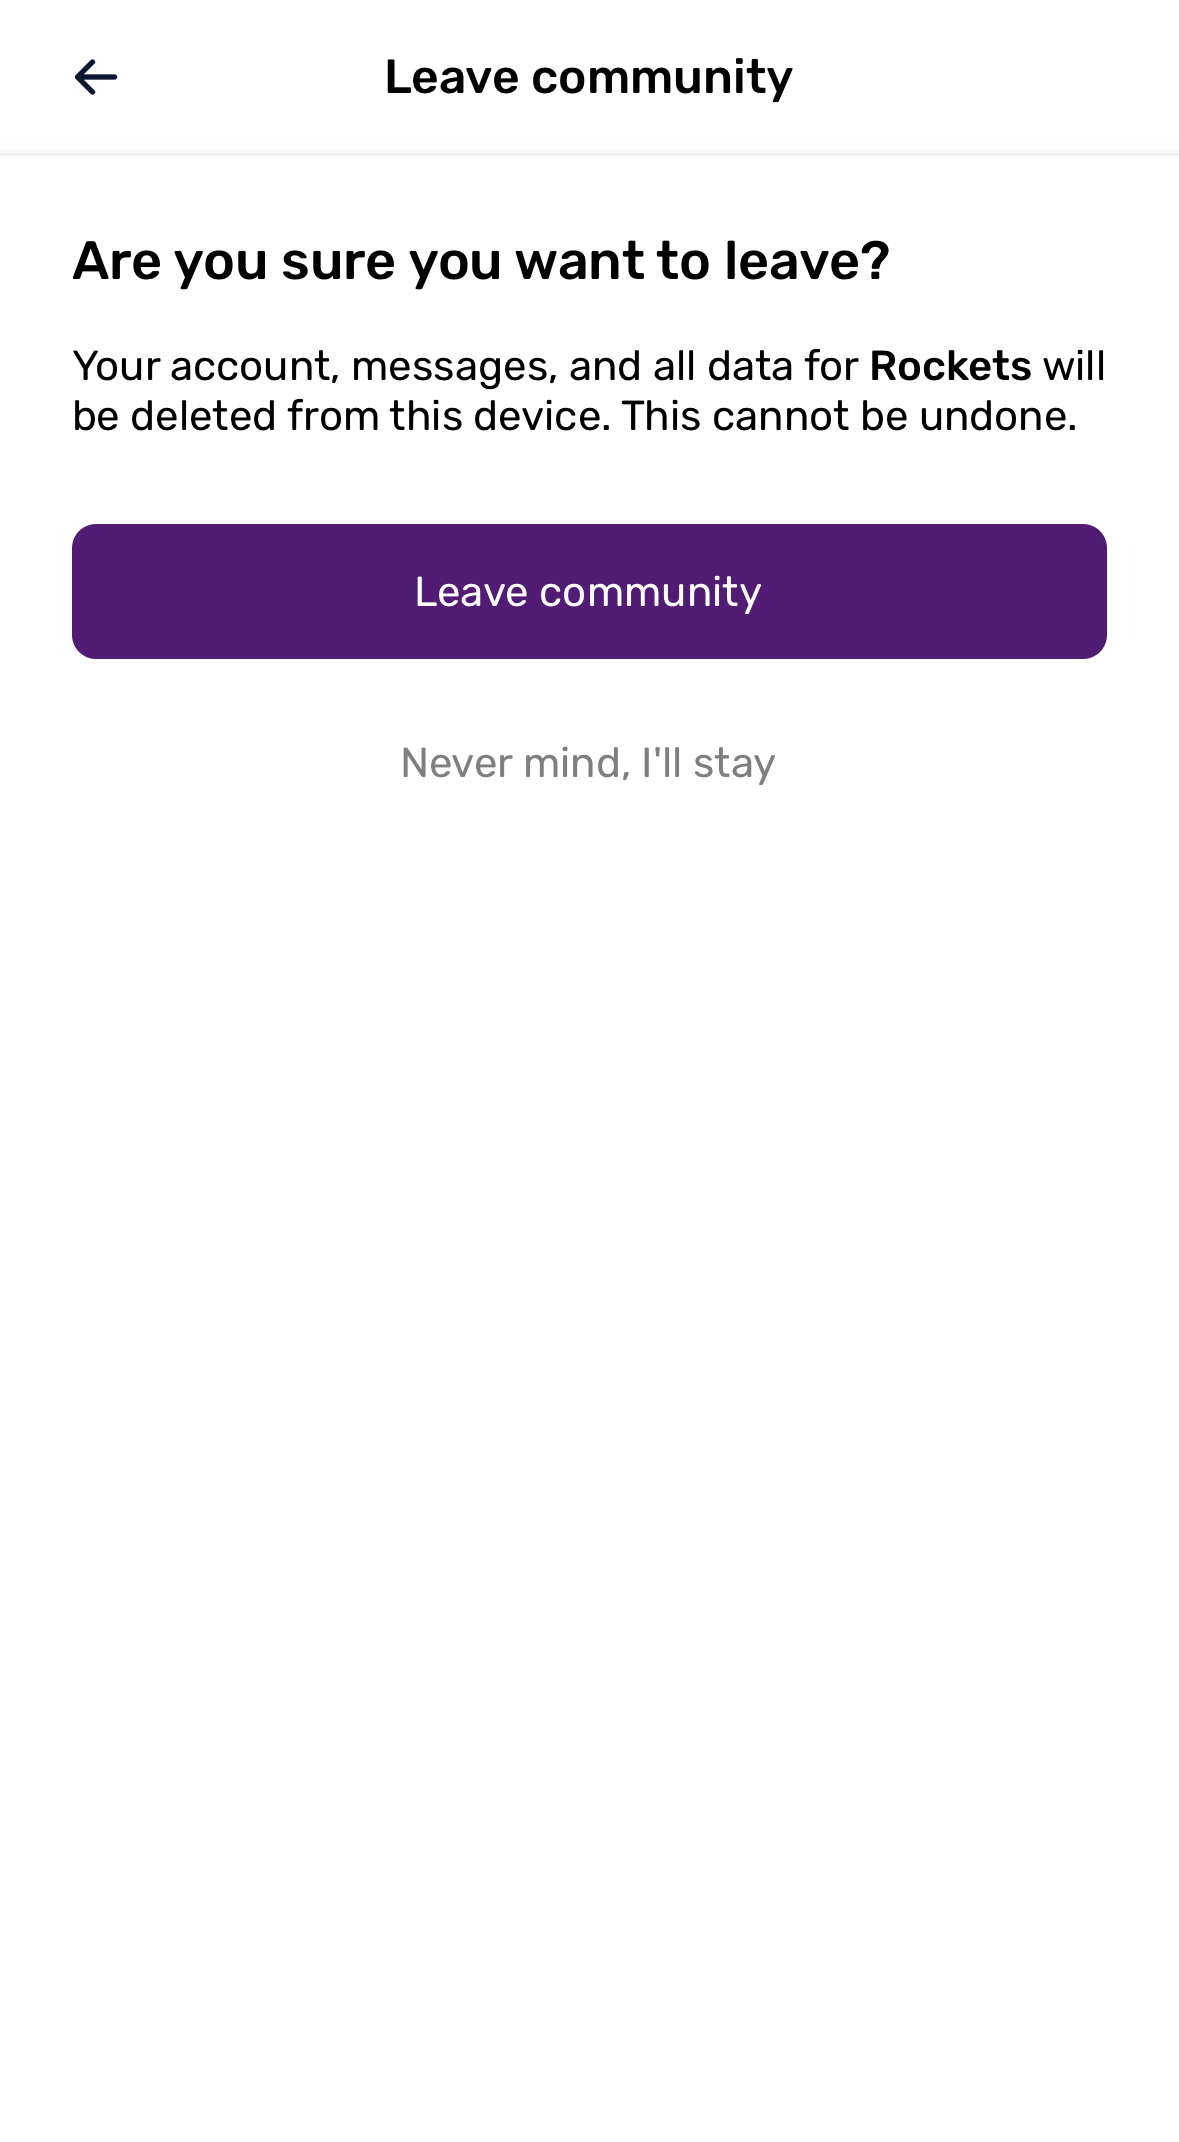 Leave community
Are you sure you want to leave?
Your account, messages, and all data for Rockets will
be deleted from this device. This cannot be undone.
Leave community
Never mind, I'll stay